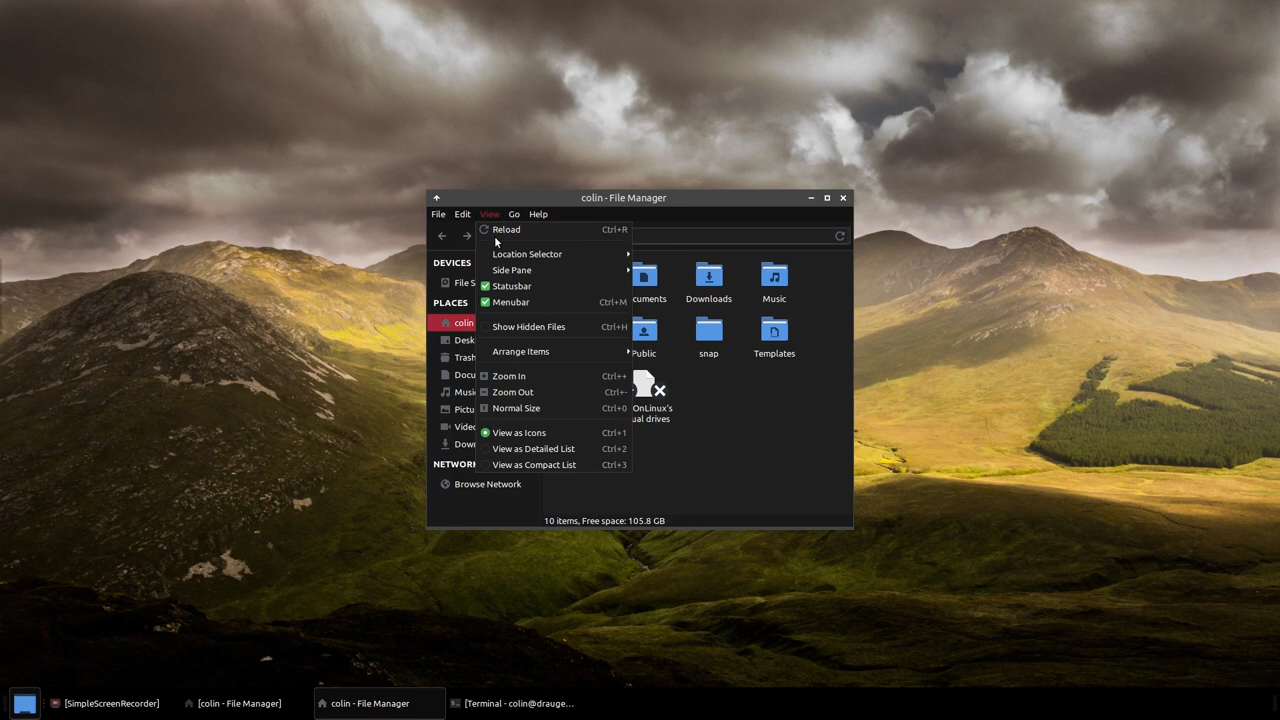 colin - File Manager
File Edit View Go Help
Reload Ctrl+R
Location Selector
Side Pane
Statusbar
Menubar Ctrl+M
Show Hidden Files Ctrl+H
Arrange Items
Zoom In Ctrl++
Zoom Out Ctrl+-
Normal Size Ctrl+0
View as Icons Ctrl+1
View as Detailed List Ctrl+2
View as Compact List Ctrl+3
DEVICES
File S
PLACES
colin
Desk
Trash
Docu
Music
Pictu
Video
Down
NETWORK
Browse Network
cuments Downloads Music
Public snap Templates
OnLinux's
ual drives
10 items, Free space: 105.8 GB
[SimpleScreenRecorder] [colin - File Manager] colin - File Manager [Terminal - colin@drauge...